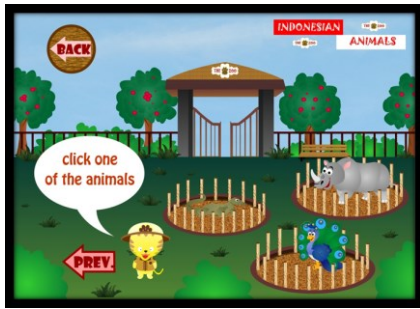 BACK
INDONESIAN
ANIMALS
click one
of the animals
PREV.